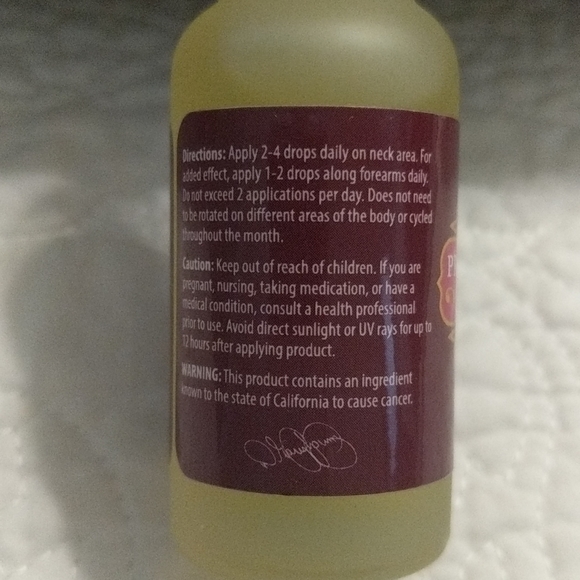 Directions: Apply 2-4 drops daily on neck area. For
added effect, apply 1-2 drops along forearms daily.
Do not exceed 2 applications per day. Does not need
to be rotated on different areas of the body or cycled
throughout the month.
Caution: Keep out of reach of children. If you are
pregnant, nursing, taking medication, or have a
medical condition, consult a health professional
prior to use. Avoid direct sunlight or UV rays for up to
12 hours after applying product.
WARNING: This product contains an ingredient
known to the state of California to cause cancer.